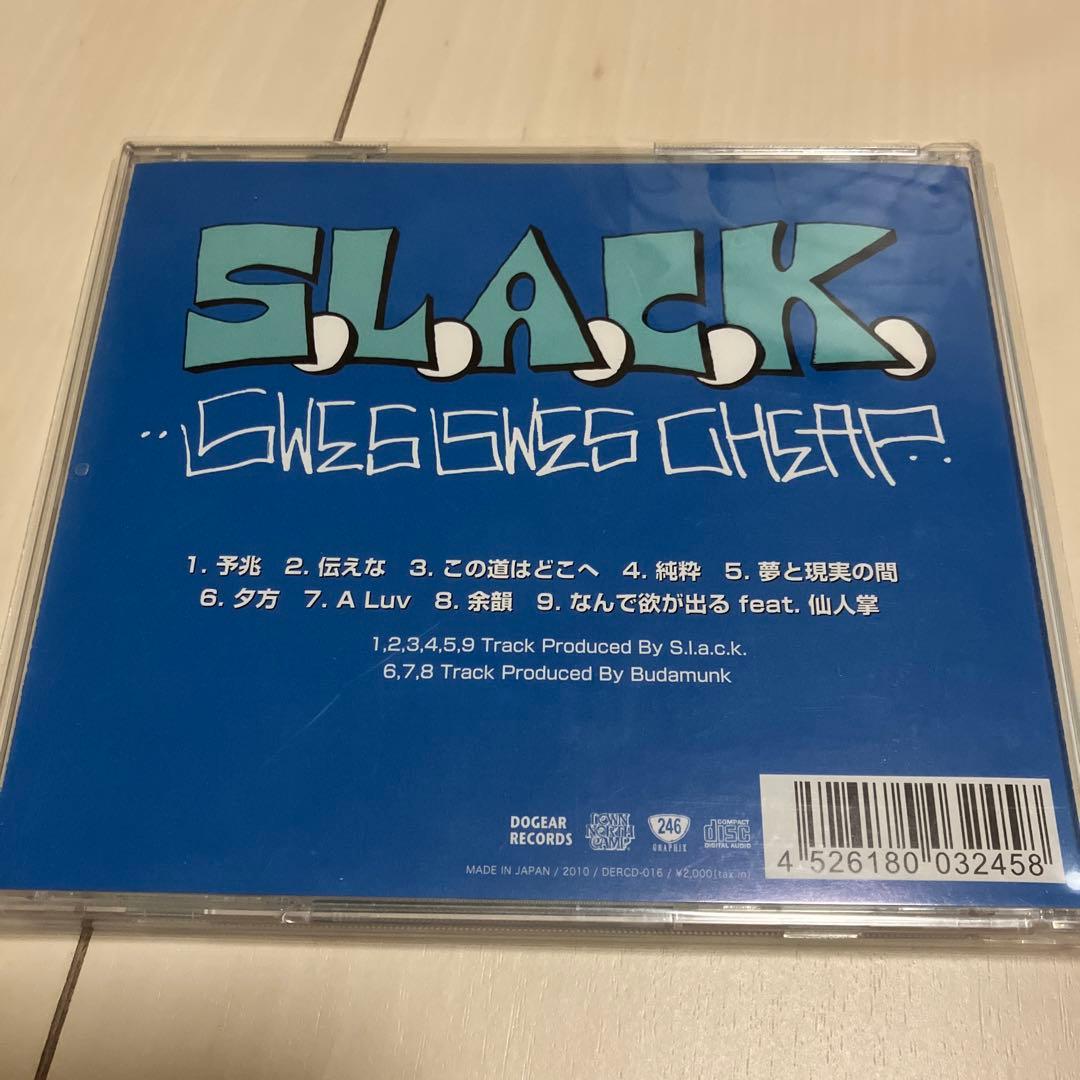 S.L.A.C.K.
..SWES SWES CHEAP..
1. 予兆 2. 伝えな 3. この道はどこへ 4. 純粋 5. 夢と現実の間
6. 夕方 7. A Luv 8. 余韻 9. なんで欲が出る feat. 仙人掌
1,2,3,4,5,9 Track Produced By S.l.a.c.k.
6,7,8 Track Produced By Budamunk
DOGEAR
RECORDS
DOWN
NORTH
CAMP
246
GRAPHIX
COMPACT
disc
DIGITAL AUDIO
MADE IN JAPAN / 2010 / DERCD-016 / ¥2,000[tax in]
4 526180 032458